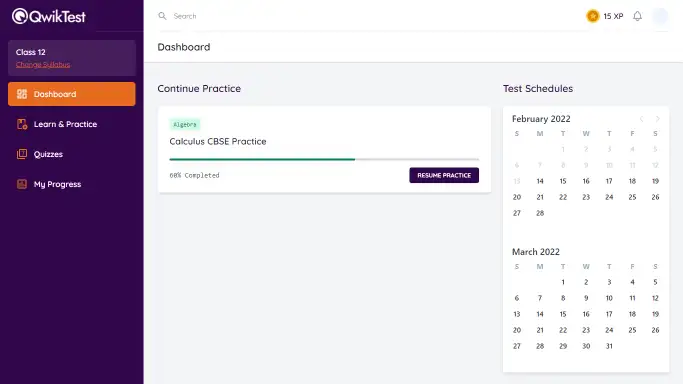 QwikTest
Class 12
Change Syllabus
Dashboard
Learn & Practice
Quizzes
My Progress
Search
15 XP
Dashboard
Continue Practice
Algebra
Calculus CBSE Practice
60% Completed
RESUME PRACTICE
Test Schedules
February 2022
S M T W T F S
1 2 3 4 5
6 7 8 9 10 11 12
13 14 15 16 17 18 19
20 21 22 23 24 25 26
27 28
March 2022
S M T W T F S
1 2 3 4 5
6 7 8 9 10 11 12
13 14 15 16 17 18 19
20 21 22 23 24 25 26
27 28 29 30 31